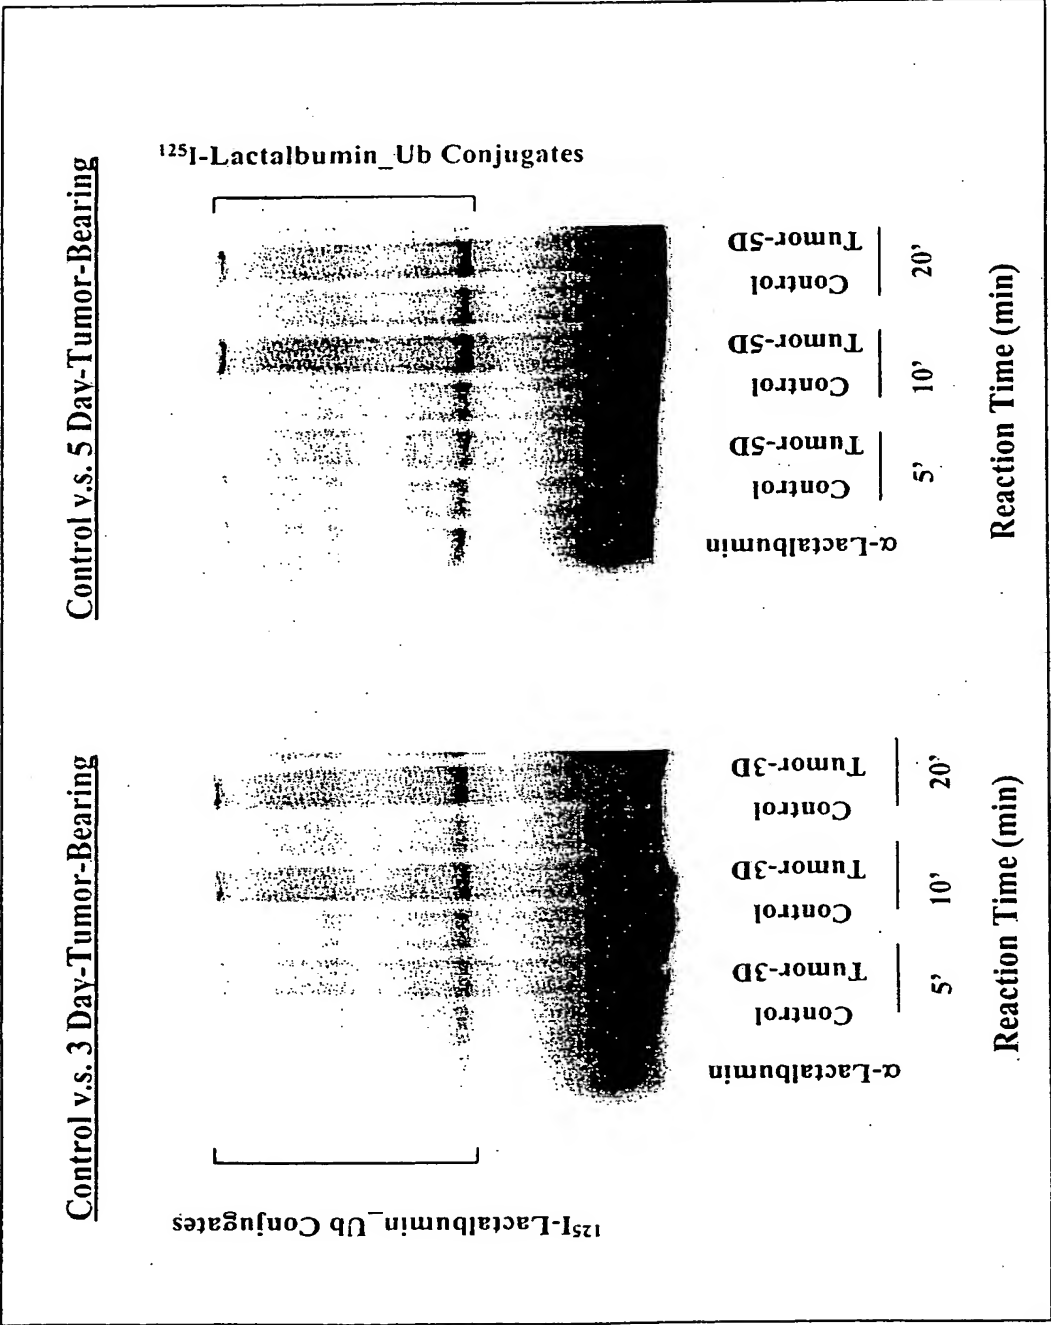 Control v.s. 3 Day-Tumor-Bearing
¹²⁵I-Lactalbumin_Ub Conjugates
α-Lactalbumin
Control
Tumor-3D
Control
Tumor-3D
Control
Tumor-3D
5'
10'
20'
Reaction Time (min)
Control v.s. 5 Day-Tumor-Bearing
¹²⁵I-Lactalbumin_Ub Conjugates
α-Lactalbumin
Control
Tumor-5D
Control
Tumor-5D
Control
Tumor-5D
5'
10'
20'
Reaction Time (min)